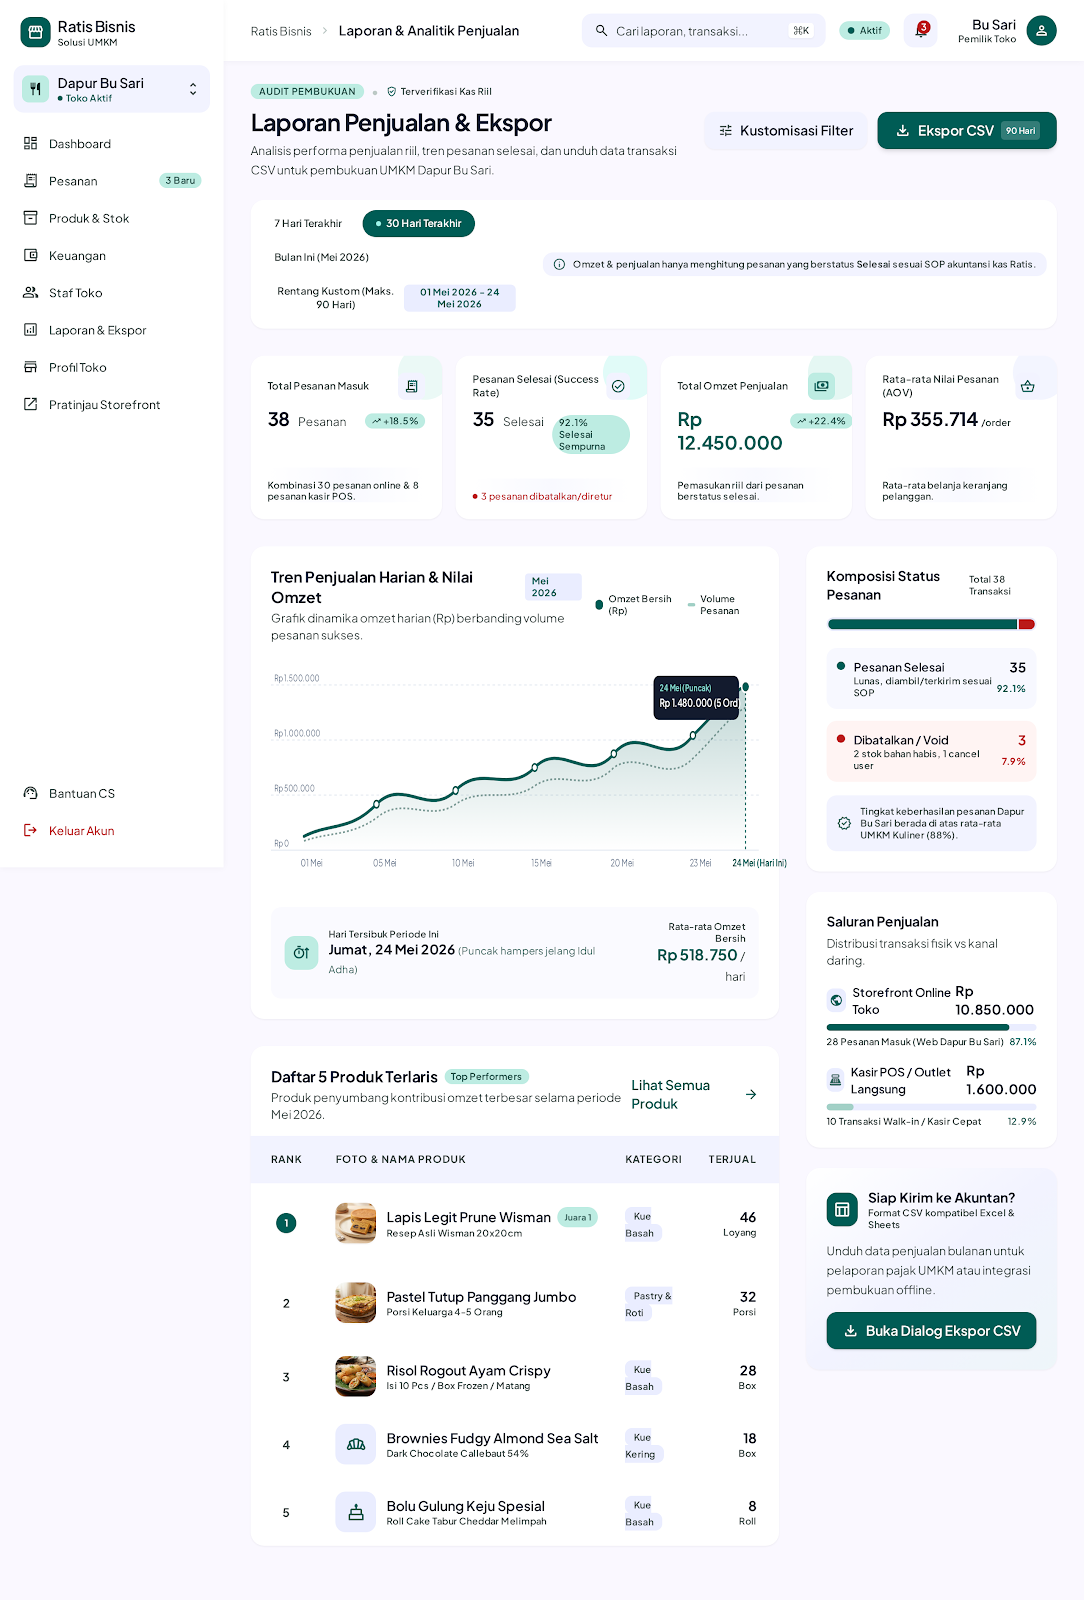 Ratis Bisnis
Solusi UMKM
Dapur Bu Sari
Toko Aktif
Dashboard
Pesanan
3 Baru
Produk & Stok
Keuangan
Staf Toko
Laporan & Ekspor
Profil Toko
Pratinjau Storefront
Bantuan CS
Keluar Akun
Ratis Bisnis
Laporan & Analitik Penjualan
Cari laporan, transaksi...
⌘K
Aktif
3
Bu Sari
Pemilik Toko
AUDIT PEMBUKUAN
Terverifikasi Kas Riil
Laporan Penjualan & Ekspor
Analisis performa penjualan riil, tren pesanan selesai, dan unduh data transaksi
CSV untuk pembukuan UMKM Dapur Bu Sari.
Kustomisasi Filter
Ekspor CSV
90 Hari
7 Hari Terakhir
30 Hari Terakhir
Bulan Ini (Mei 2026)
Rentang Kustom (Maks.
90 Hari)
01 Mei 2026 – 24
Mei 2026
Omzet & penjualan hanya menghitung pesanan yang berstatus Selesai sesuai SOP akuntansi kas Ratis.
Total Pesanan Masuk
38 Pesanan
+18.5%
Kombinasi 30 pesanan online & 8
pesanan kasir POS.
Pesanan Selesai (Success
Rate)
35 Selesai
92.1%
Selesai
Sempurna
3 pesanan dibatalkan/diretur
Total Omzet Penjualan
Rp
12.450.000
+22.4%
Pemasukan riil dari pesanan
berstatus selesai.
Rata-rata Nilai Pesanan
(AOV)
Rp 355.714 /order
Rata-rata belanja keranjang
pelanggan.
Tren Penjualan Harian & Nilai
Omzet
Mei
2026
Grafik dinamika omzet harian (Rp) berbanding volume
pesanan sukses.
Omzet Bersih
(Rp)
Volume
Pesanan
Rp 1.500.000
Rp 1.000.000
Rp 500.000
Rp 0
24 Mei (Puncak)
Rp 1.480.000 (5 Ord
01 Mei
05 Mei
10 Mei
15 Mei
20 Mei
23 Mei
24 Mei (Hari Ini)
Hari Tersibuk Periode Ini
Jumat, 24 Mei 2026 (Puncak hampers jelang Idul
Adha)
Rata-rata Omzet
Bersih
Rp 518.750 /
hari
Komposisi Status
Pesanan
Total 38
Transaksi
Pesanan Selesai
35
Lunas, diambil/terkirim sesuai
SOP
92.1%
Dibatalkan / Void
3
2 stok bahan habis, 1 cancel
user
7.9%
Tingkat keberhasilan pesanan Dapur
Bu Sari berada di atas rata-rata
UMKM Kuliner (88%).
Saluran Penjualan
Distribusi transaksi fisik vs kanal
daring.
Storefront Online
Toko
Rp
10.850.000
28 Pesanan Masuk (Web Dapur Bu Sari)
87.1%
Kasir POS / Outlet
Langsung
Rp
1.600.000
10 Transaksi Walk-in / Kasir Cepat
12.9%
Siap Kirim ke Akuntan?
Format CSV kompatibel Excel &
Sheets
Unduh data penjualan bulanan untuk
pelaporan pajak UMKM atau integrasi
pembukuan offline.
Buka Dialog Ekspor CSV
Daftar 5 Produk Terlaris
Top Performers
Produk penyumbang kontribusi omzet terbesar selama periode
Mei 2026.
Lihat Semua
Produk
RANK
FOTO & NAMA PRODUK
KATEGORI
TERJUAL
1
Lapis Legit Prune Wisman
Juara 1
Resep Asli Wisman 20x20cm
Kue
Basah
46
Loyang
2
Pastel Tutup Panggang Jumbo
Porsi Keluarga 4-5 Orang
Pastry &
Roti
32
Porsi
3
Risol Rogout Ayam Crispy
Isi 10 Pcs / Box Frozen / Matang
Kue
Basah
28
Box
4
Brownies Fudgy Almond Sea Salt
Dark Chocolate Callebaut 54%
Kue
Kering
18
Box
5
Bolu Gulung Keju Spesial
Roll Cake Tabur Cheddar Melimpah
Kue
Basah
8
Roll